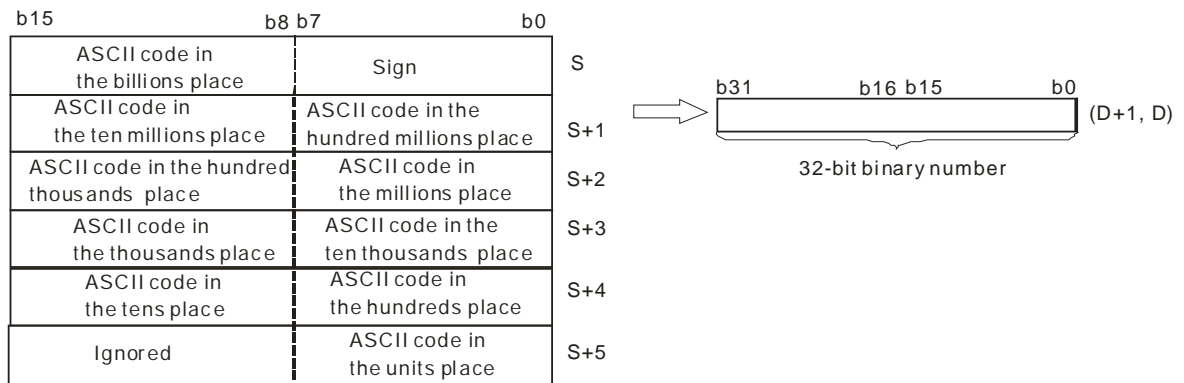 b15 b8 b7 b0
ASCII code in
the billions place
Sign
S
ASCII code in
the ten millions place
ASCII code in the
hundred millions place
S+1
ASCII code in the hundred
thousands place
ASCII code in
the millions place
S+2
ASCII code in
the thousands place
ASCII code in the
ten thousands place
S+3
ASCII code in
the tens place
ASCII code in
the hundreds place
S+4
Ignored
ASCII code in
the units place
S+5
b31 b16 b15 b0
(D+1, D)
32-bit binary number